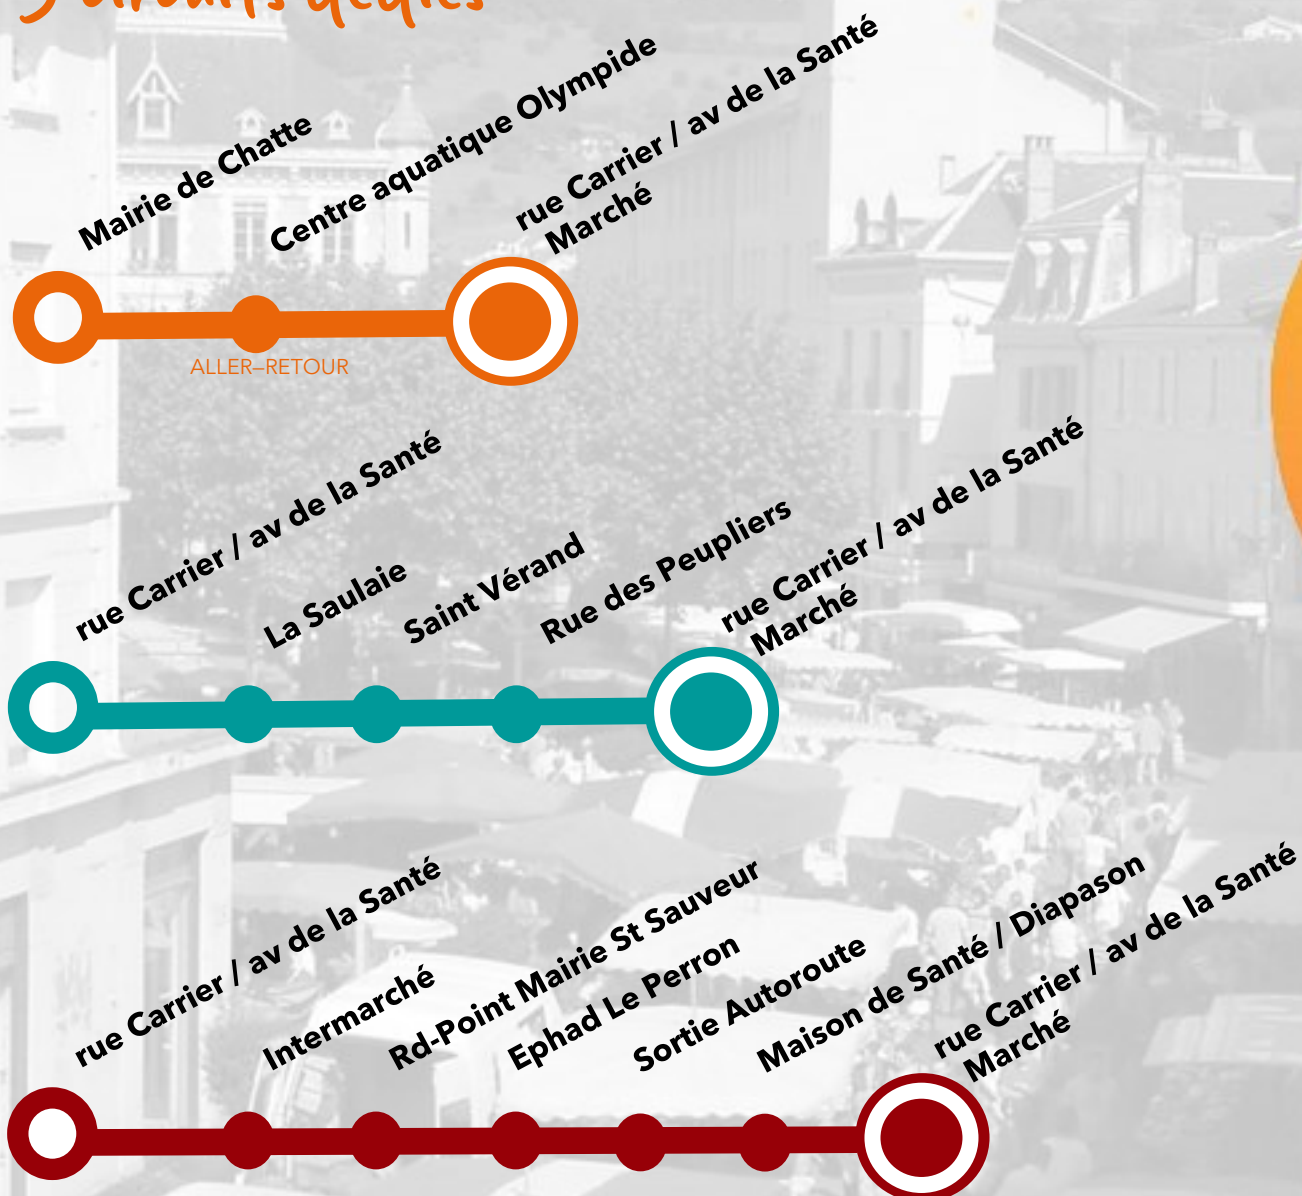 3 circuits dédiés
Mairie de Chatte
Centre aquatique Olympide
rue Carrier / av de la Santé
Marché
ALLER–RETOUR
rue Carrier / av de la Santé
La Saulaie
Saint Vérand
Rue des Peupliers
rue Carrier / av de la Santé
Marché
rue Carrier / av de la Santé
Intermarché
Rd-Point Mairie St Sauveur
Ephad Le Perron
Sortie Autoroute
Maison de Santé / Diapason
rue Carrier / av de la Santé
Marché